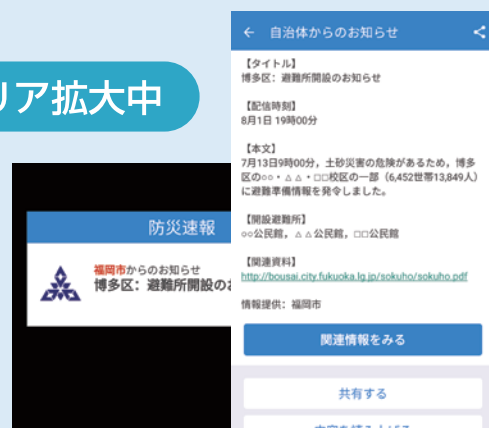 リア拡大中
防災速報
福岡市からのお知らせ
博多区：避難所開設の
自治体からのお知らせ
【タイトル】
博多区：避難所開設のお知らせ
【配信時刻】
8月1日 19時00分
【本文】
7月13日9時00分，土砂災害の危険があるため，博多
区の○○・△△・□□校区の一部（6,452世帯13,849人）
に避難準備情報を発令しました。
【開設避難所】
○○公民館，△△公民館，□□公民館
【関連資料】
http://bousai.city.fukuoka.lg.jp/sokuho/sokuho.pdf
情報提供：福岡市
関連情報をみる
共有する
内容を読み上げる